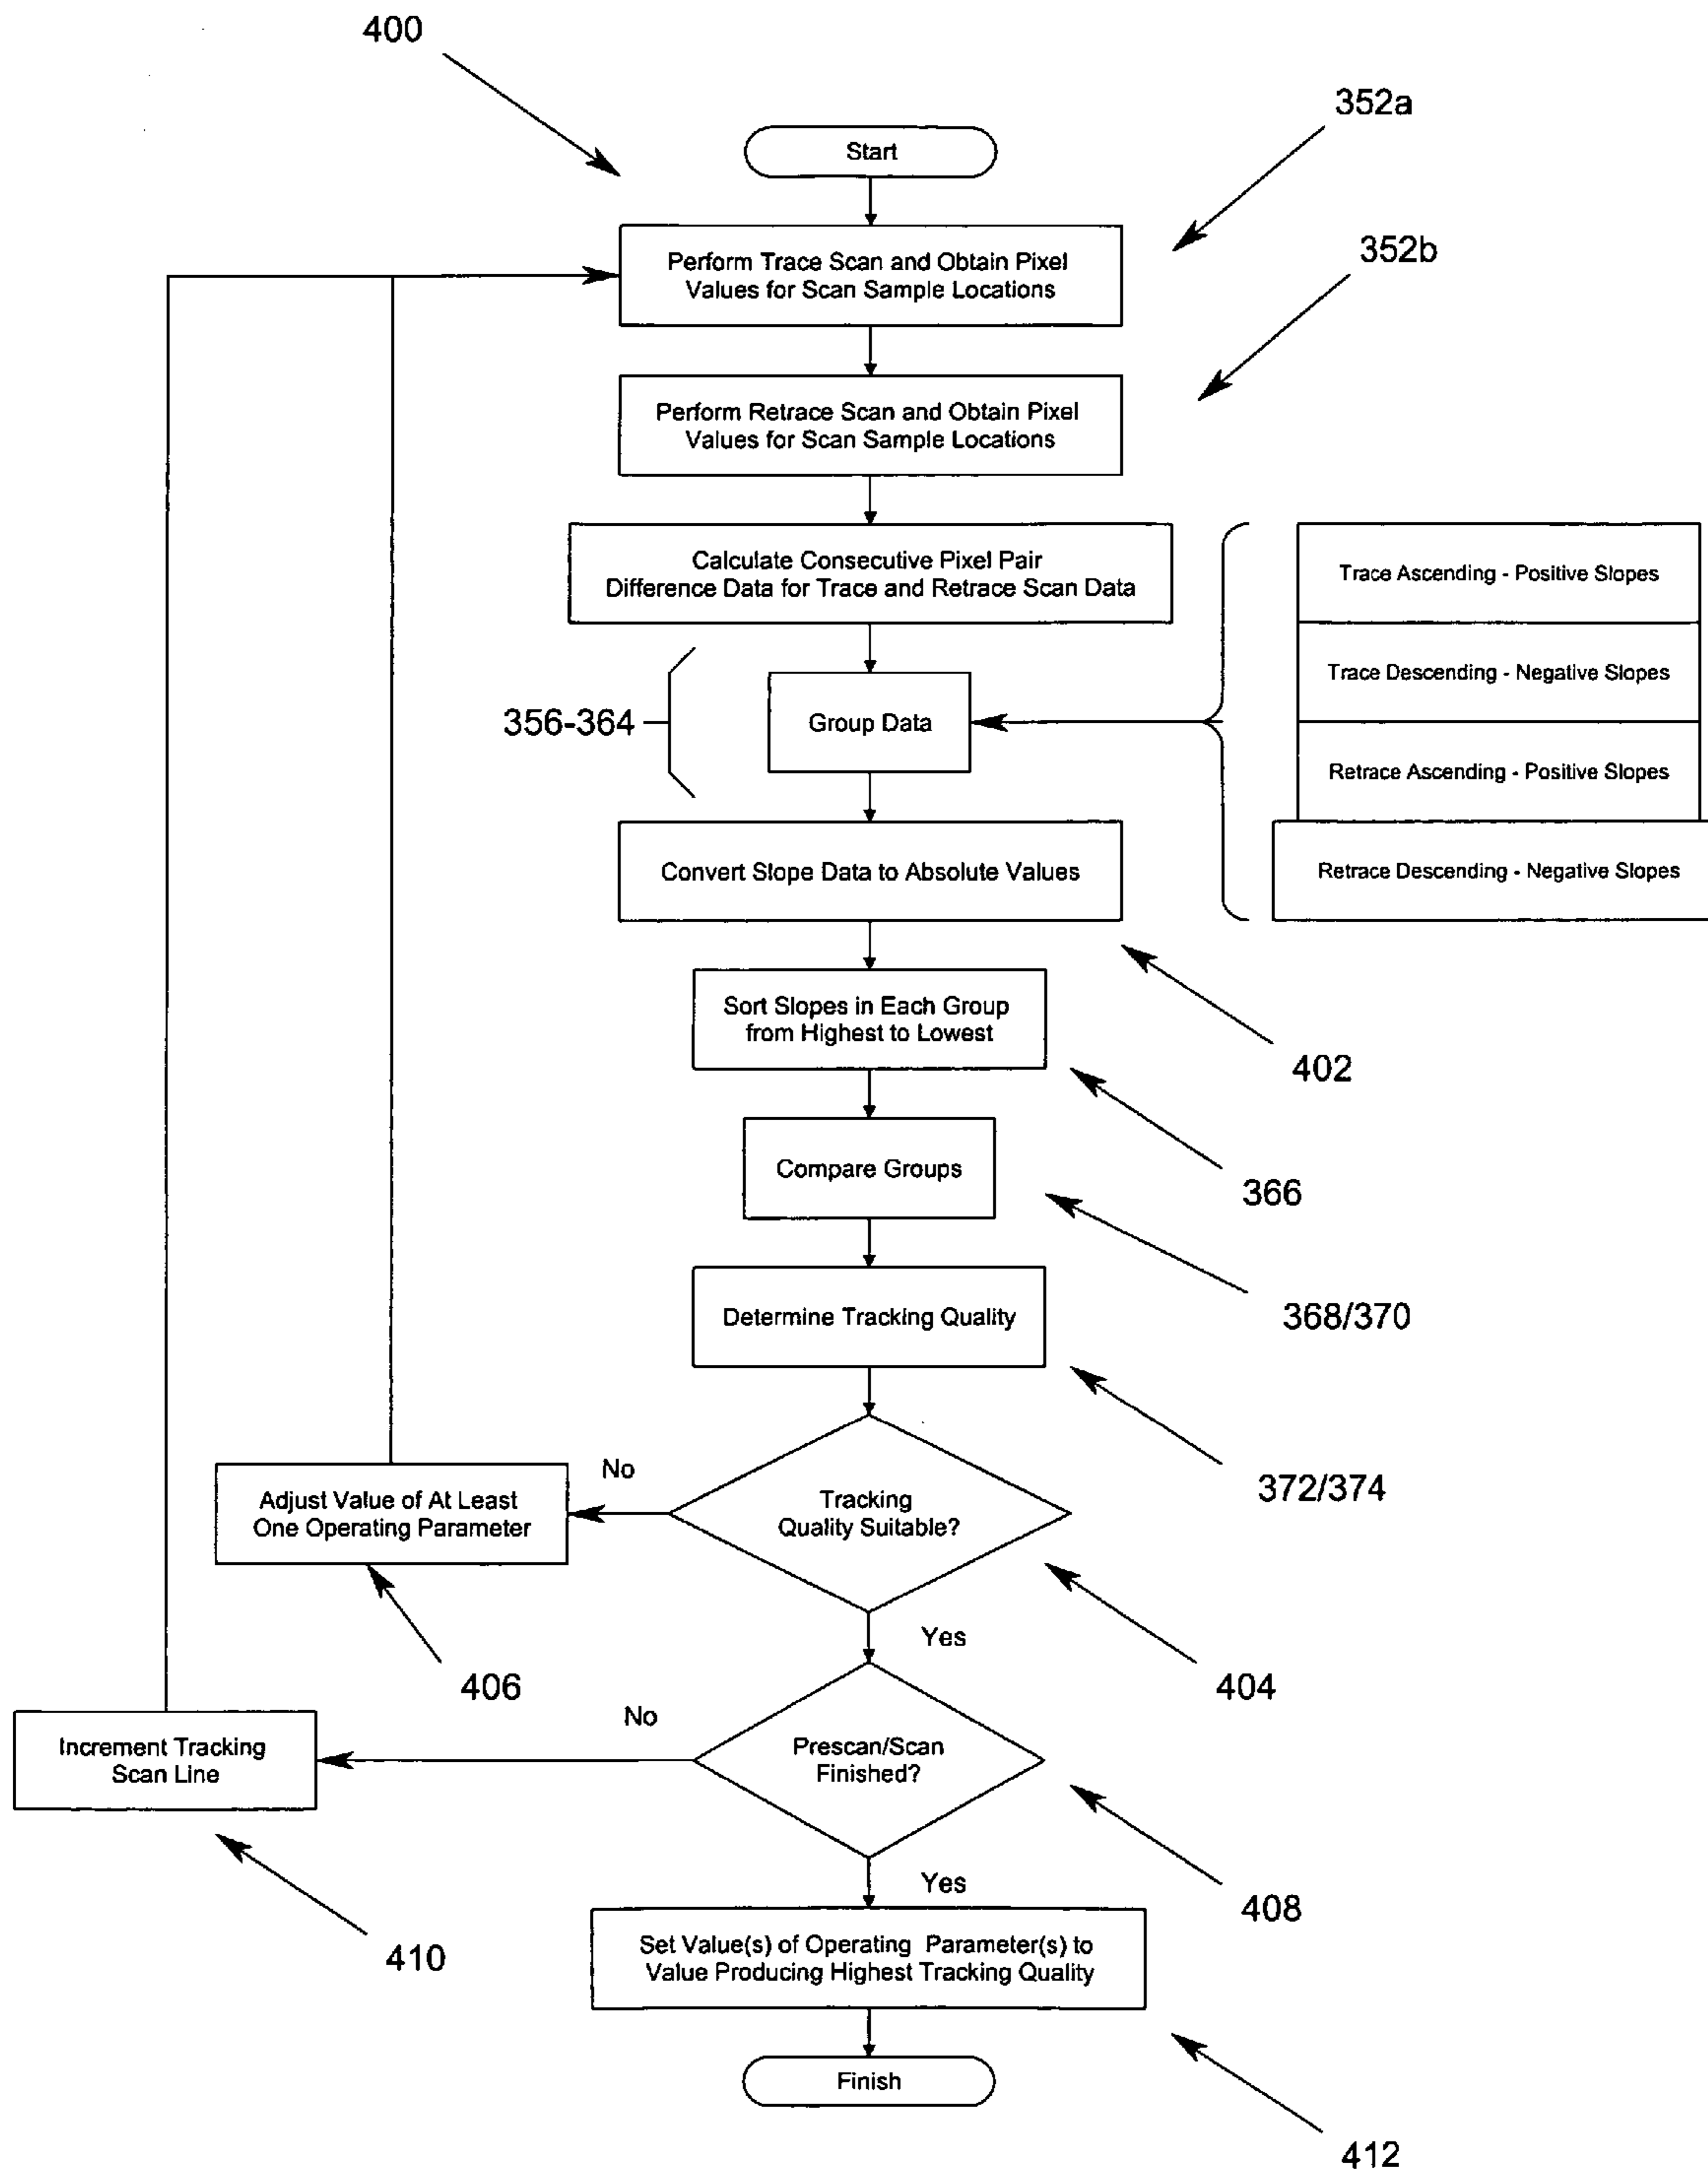 400
352a
Start
352b
Perform Trace Scan and Obtain Pixel
Values for Scan Sample Locations
Perform Retrace Scan and Obtain Pixel
Values for Scan Sample Locations
Calculate Consecutive Pixel Pair
Difference Data for Trace and Retrace Scan Data
Trace Ascending - Positive Slopes
Trace Descending - Negative Slopes
356-364
Group Data
Retrace Ascending - Positive Slopes
Retrace Descending - Negative Slopes
Convert Slope Data to Absolute Values
402
Sort Slopes in Each Group
from Highest to Lowest
366
Compare Groups
368/370
Determine Tracking Quality
372/374
No
Adjust Value of At Least
One Operating Parameter
Tracking
Quality Suitable?
Yes
406
404
No
Increment Tracking
Scan Line
Prescan/Scan
Finished?
Yes
408
410
Set Value(s) of Operating Parameter(s) to
Value Producing Highest Tracking Quality
Finish
412